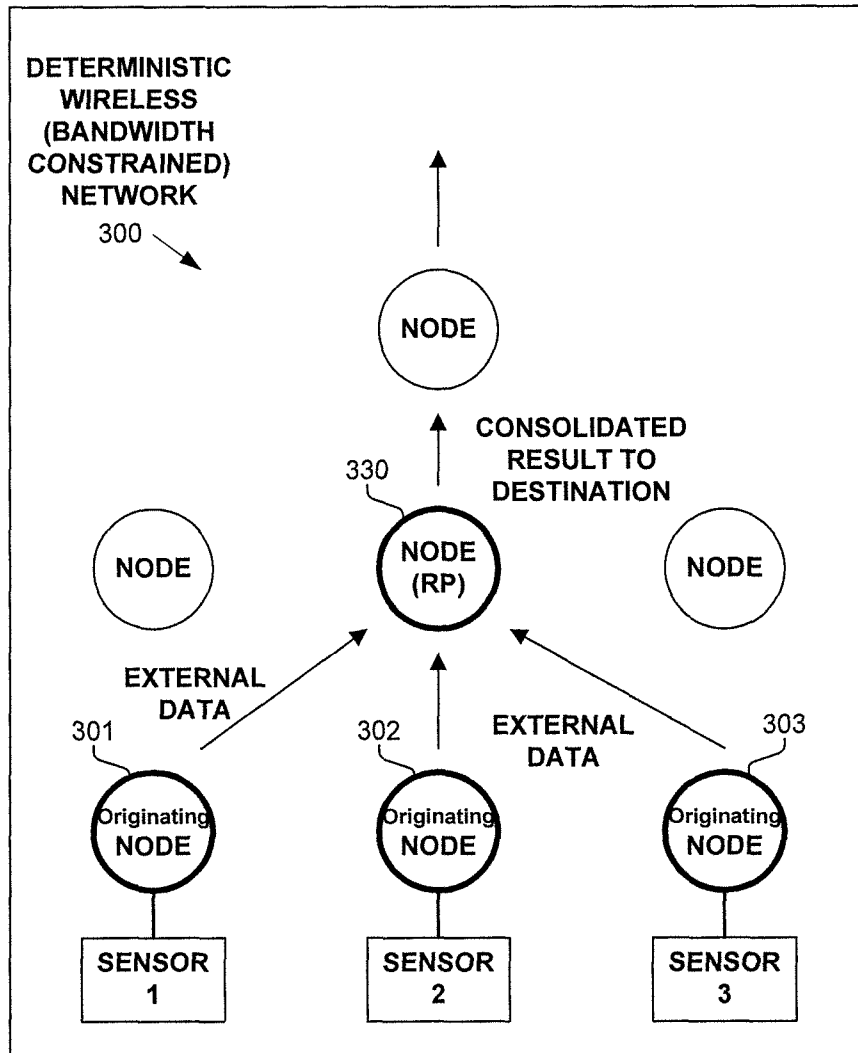 DETERMINISTIC
WIRELESS
(BANDWIDTH
CONSTRAINED)
NETWORK
300
NODE
CONSOLIDATED
RESULT TO
DESTINATION
330
NODE
NODE
(RP)
NODE
EXTERNAL
DATA
EXTERNAL
DATA
301
302
303
Originating
NODE
Originating
NODE
Originating
NODE
SENSOR
1
SENSOR
2
SENSOR
3